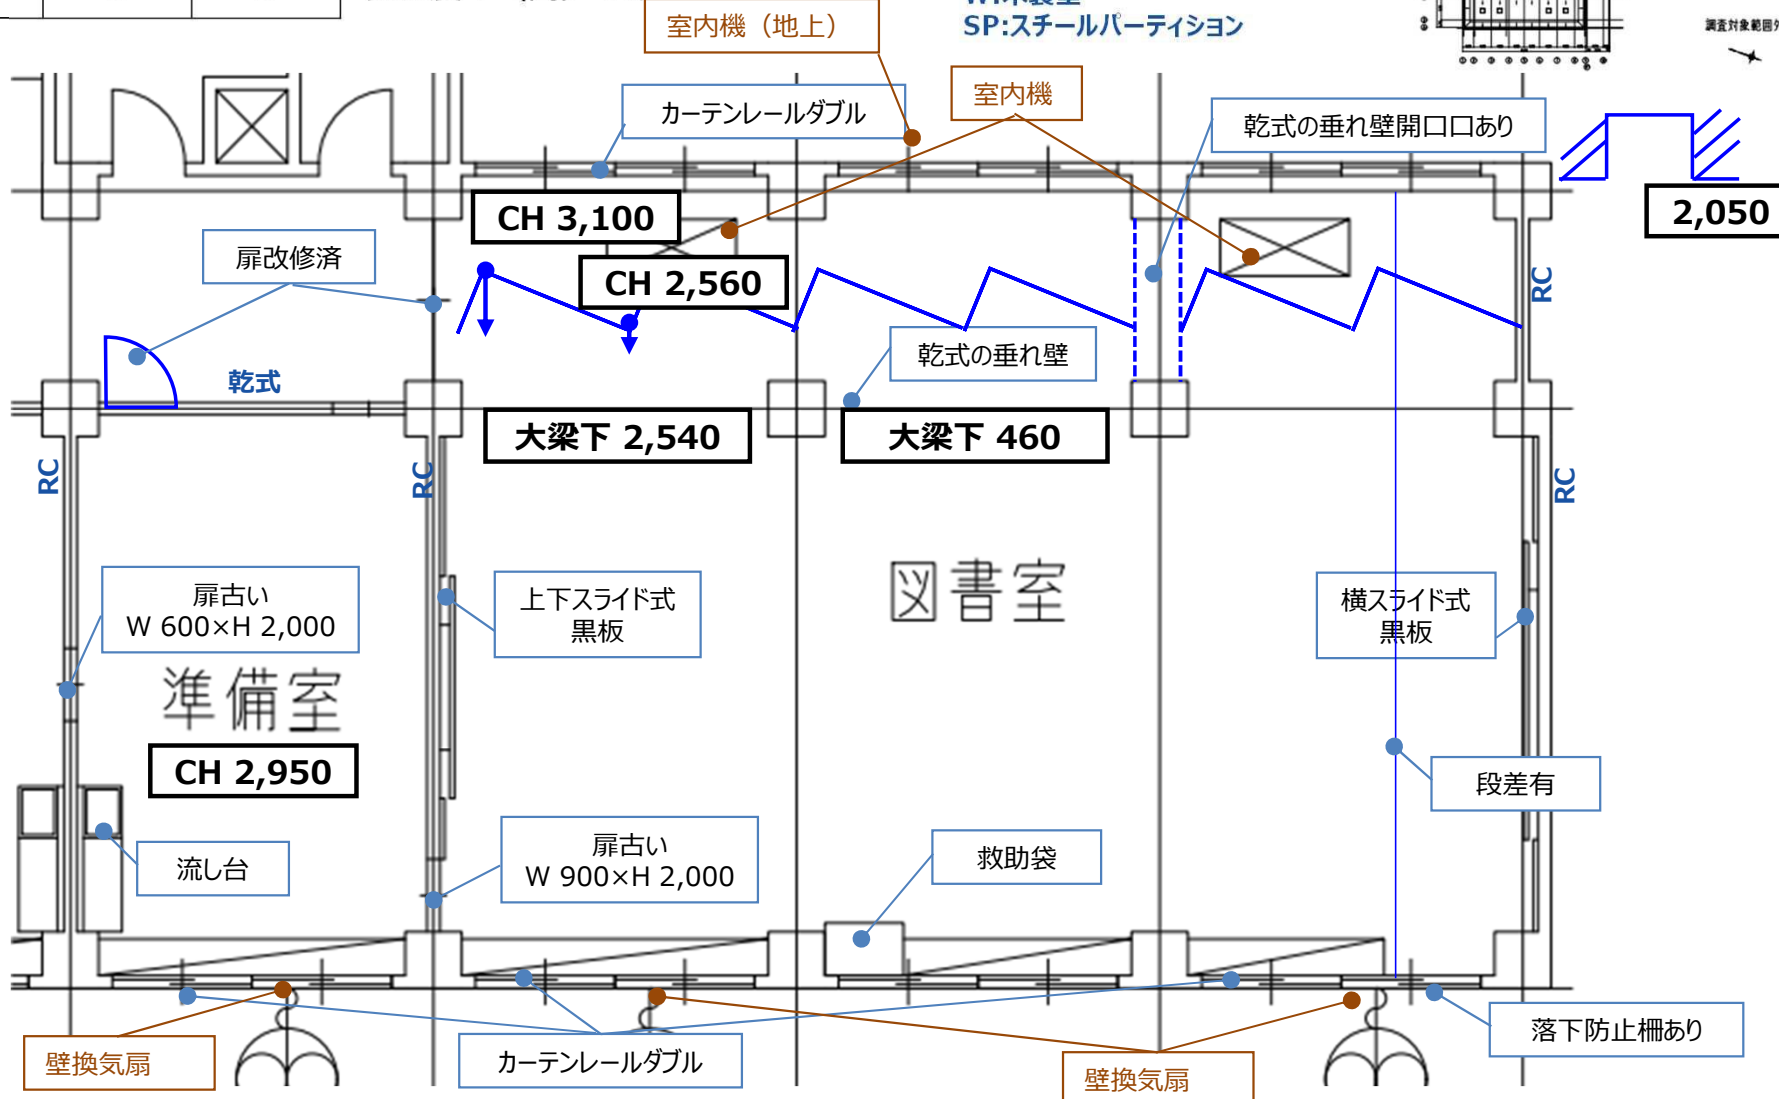 室内機（地上）
SP:スチールパーティション
調査対象範囲外
カーテンレールダブル
室内機
乾式の垂れ壁開口口あり
2,050
CH 3,100
扉改修済
CH 2,560
RC
乾式の垂れ壁
乾式
大梁下 2,540
大梁下 460
RC
RC
RC
図書室
扉古い
W 600×H 2,000
上下スライド式
黒板
横スライド式
黒板
準備室
CH 2,950
段差有
流し台
扉古い
W 900×H 2,000
救助袋
壁換気扇
カーテンレールダブル
壁換気扇
落下防止柵あり